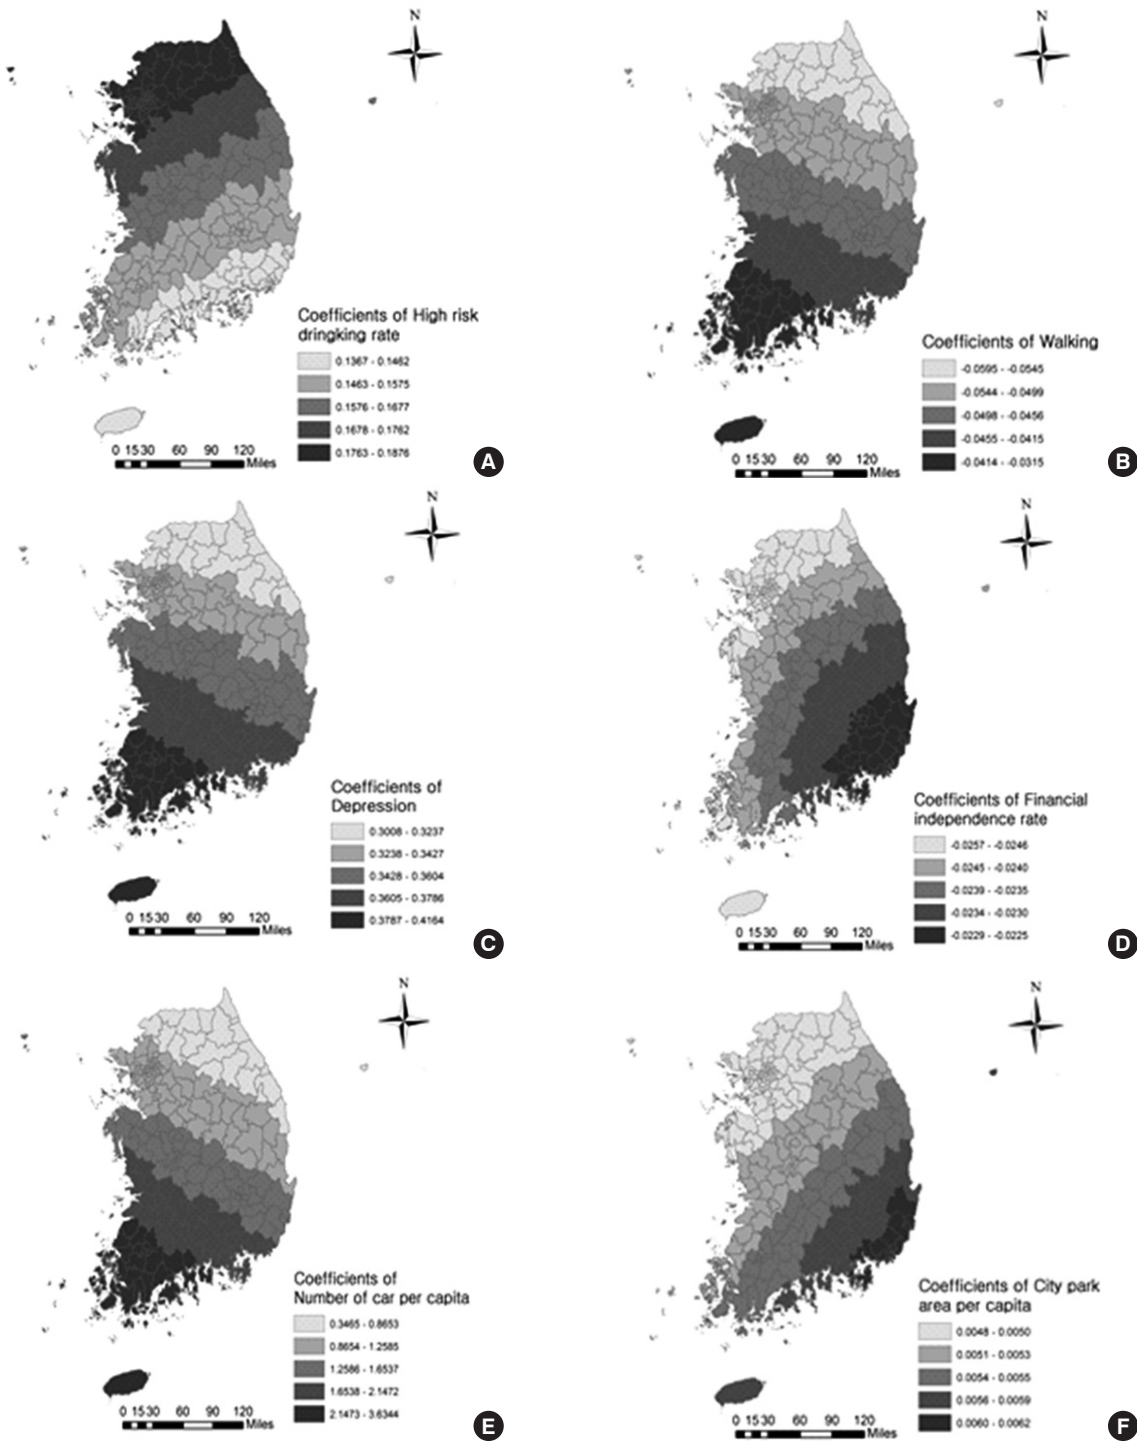 N
Coefficients of High risk
dringking rate
0.1367 - 0.1462
0.1463 - 0.1575
0.1576 - 0.1677
0.1678 - 0.1762
0.1763 - 0.1876
0 15 30 60 90 120
Miles
A
N
Coefficients of Walking
-0.0595 - -0.0545
-0.0544 - -0.0499
-0.0498 - -0.0456
-0.0455 - -0.0415
-0.0414 - -0.0315
0 15 30 60 90 120
Miles
B
N
Coefficients of
Depression
0.3008 - 0.3237
0.3238 - 0.3427
0.3428 - 0.3604
0.3605 - 0.3786
0.3787 - 0.4164
0 15 30 60 90 120
Miles
C
N
Coefficients of Financial
independence rate
-0.0257 - -0.0246
-0.0245 - -0.0240
-0.0239 - -0.0235
-0.0234 - -0.0230
-0.0229 - -0.0225
0 15 30 60 90 120
Miles
D
N
Coefficients of
Number of car per capita
0.3465 - 0.8653
0.8654 - 1.2585
1.2586 - 1.6537
1.6538 - 2.1472
2.1473 - 3.6344
0 15 30 60 90 120
Miles
E
N
Coefficients of City park
area per capita
0.0048 - 0.0050
0.0051 - 0.0053
0.0054 - 0.0055
0.0056 - 0.0059
0.0060 - 0.0062
0 15 30 60 90 120
Miles
F